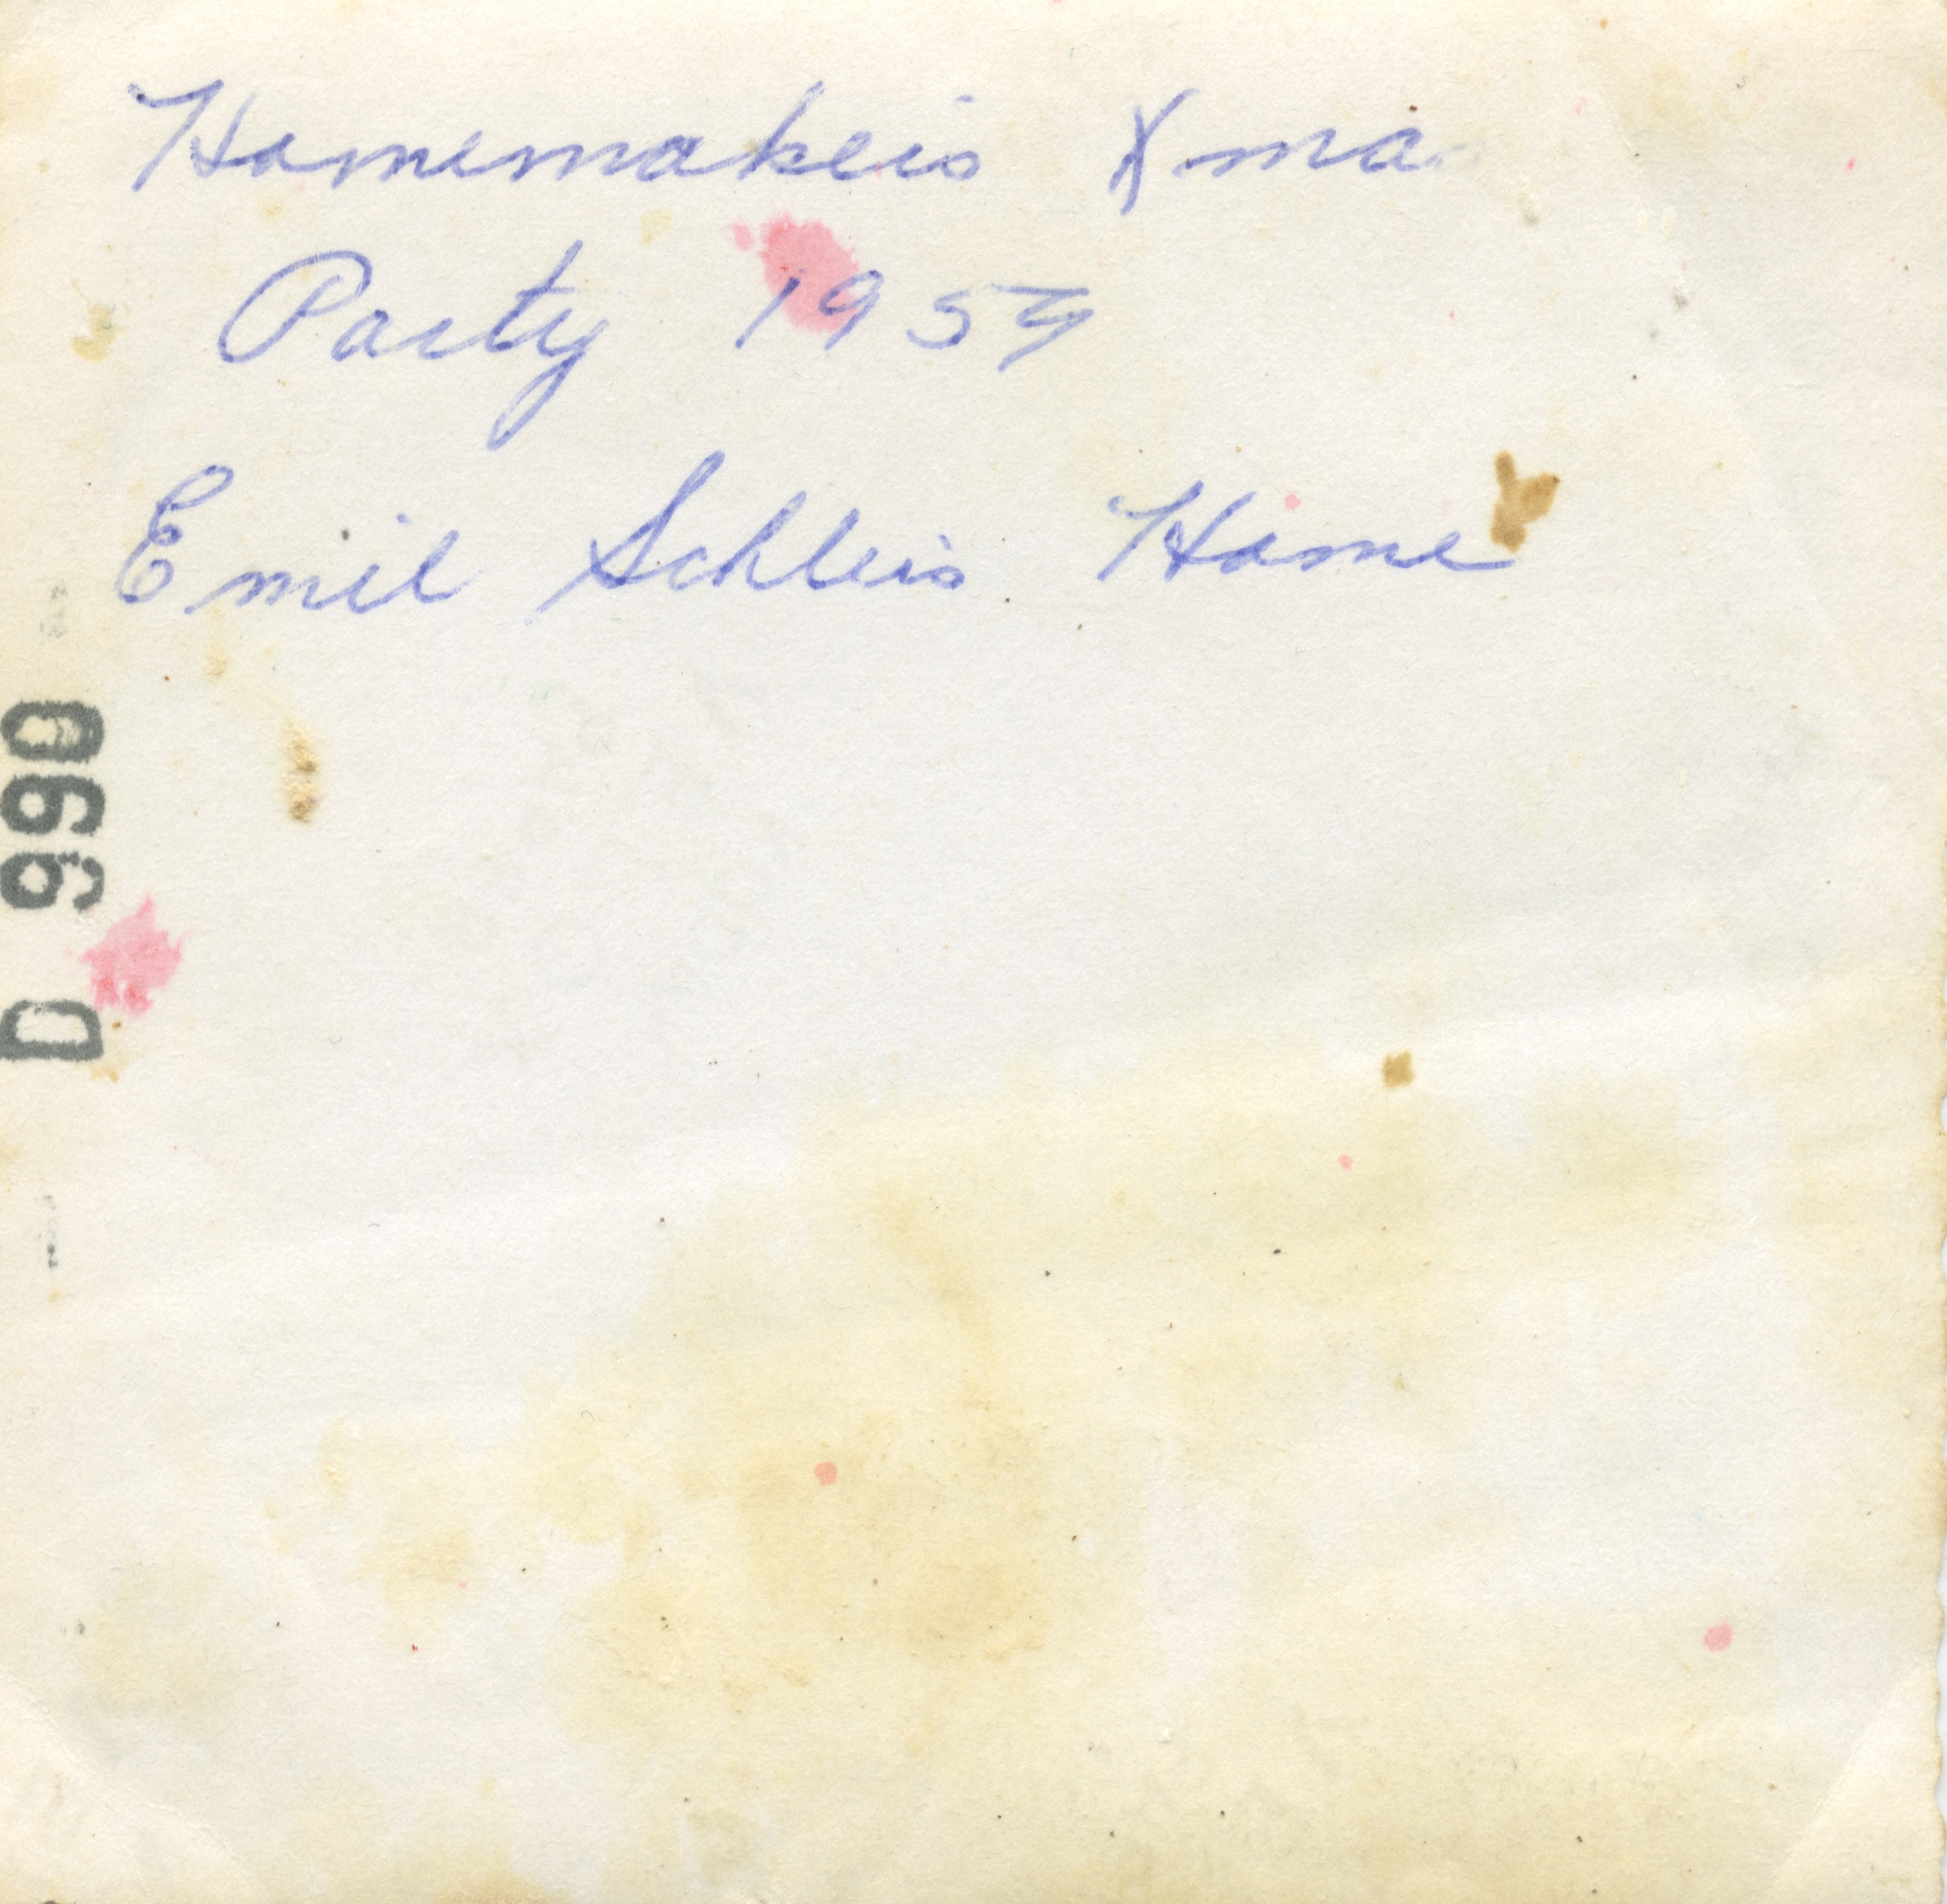 Homemakers Xmas
Party 1957
Emil Schleis Home
D 990